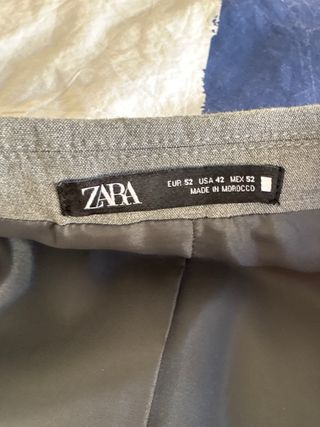 ZARA
EUR 52 USA 42 MEX 52
MADE IN MOROCCO